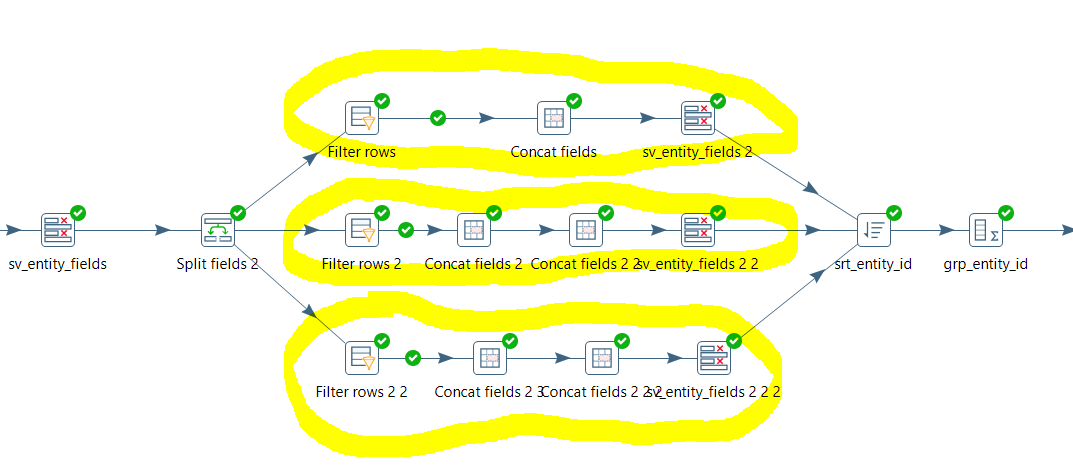 Filter rows
Concat fields
sv_entity_fields 2
sv_entity_fields
Split fields 2
Filter rows 2
Concat fields 2
Concat fields 2 2
sv_entity_fields 2 2
srt_entity_id
grp_entity_id
Filter rows 2 2
Concat fields 2 3
Concat fields 2 2 2
sv_entity_fields 2 2 2